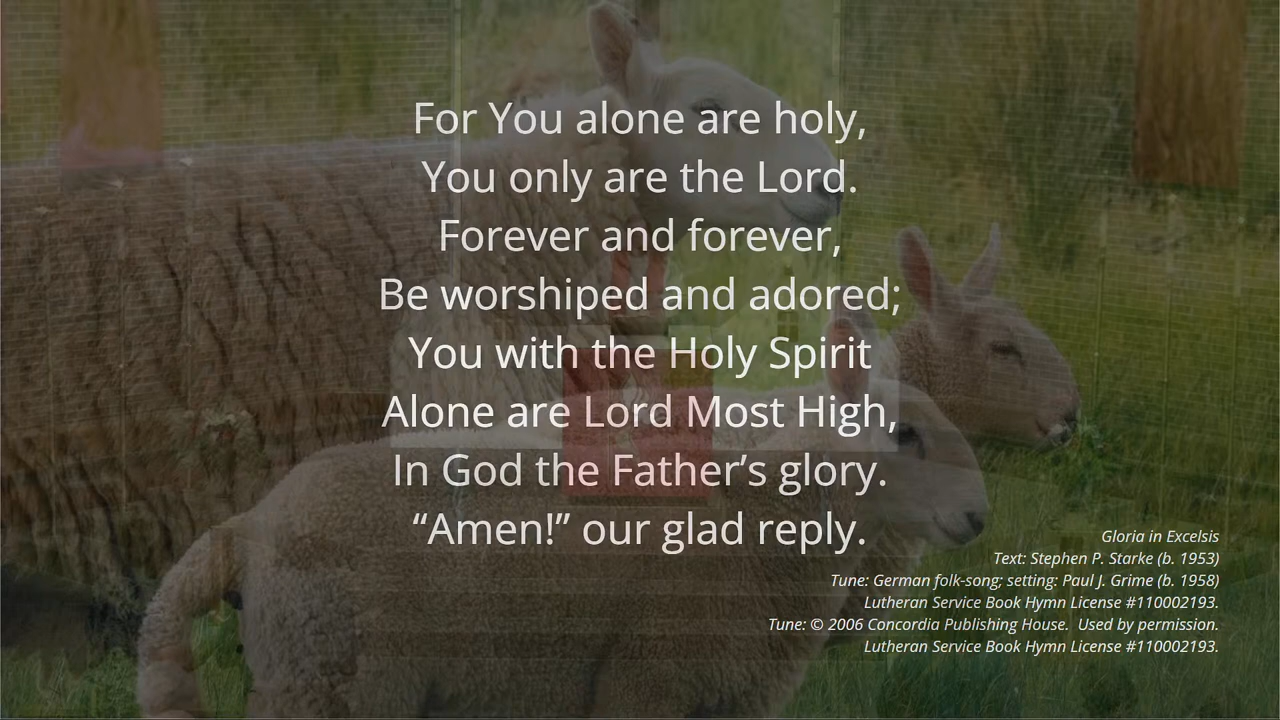 For You alone are holy,
You only are the Lord.
Forever and forever,
Be worshiped and adored;
You with the Holy Spirit
Alone are Lord Most High,
In God the Father’s glory.
“Amen!” our glad reply.
Gloria in Excelsis
Text: Stephen P. Starke (b. 1953)
Tune: German folk-song; setting: Paul J. Grime (b. 1958)
Lutheran Service Book Hymn License #110002193.
Tune: © 2006 Concordia Publishing House.  Used by permission.
Lutheran Service Book Hymn License #110002193.